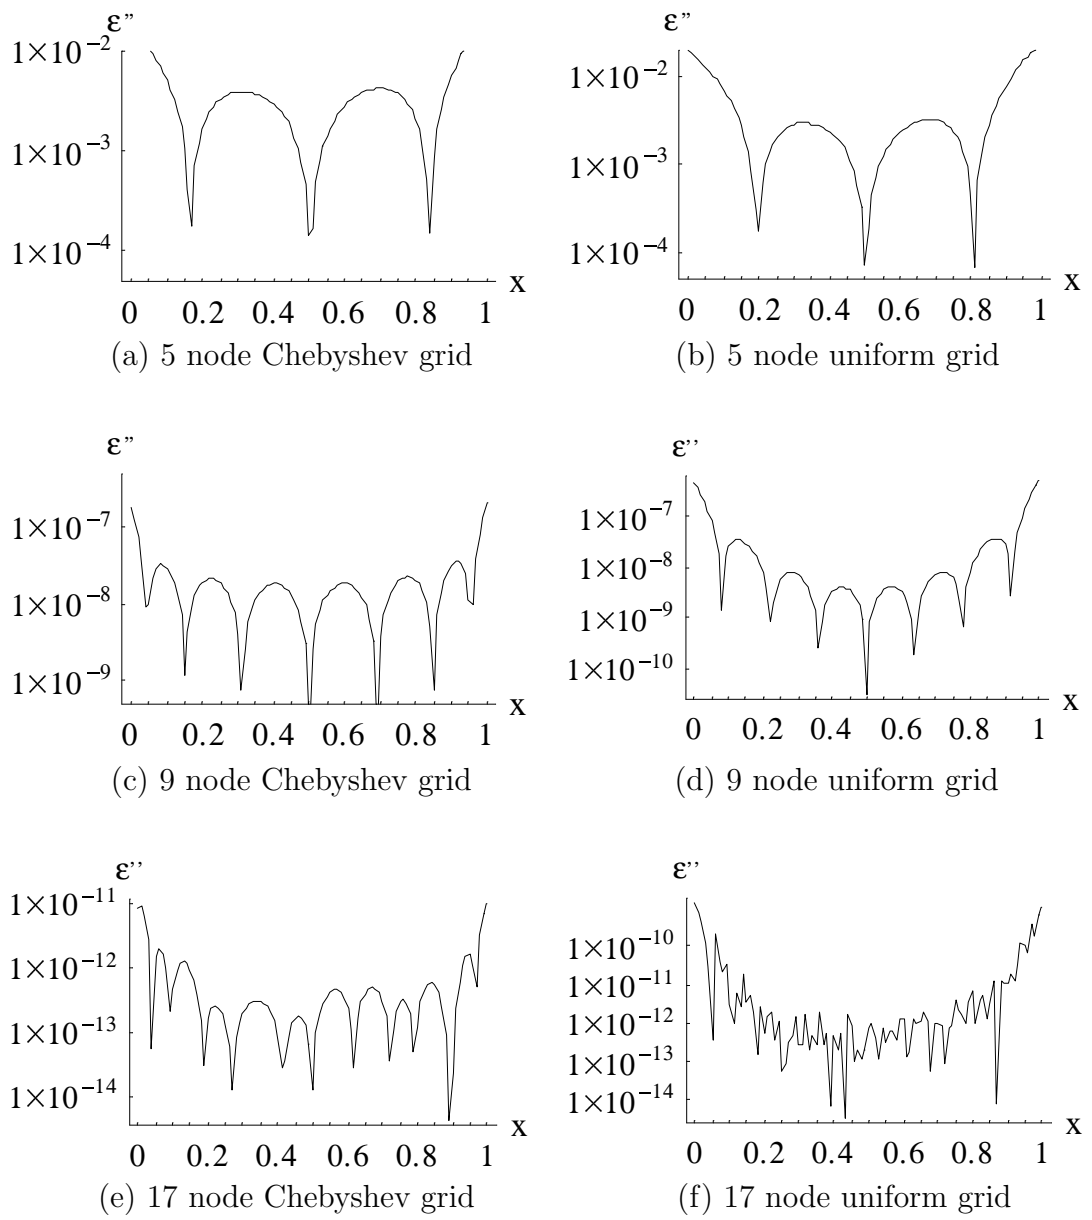 ε”
1×10⁻²
1×10⁻³
1×10⁻⁴
0 0.2 0.4 0.6 0.8 1
x
(a) 5 node Chebyshev grid
ε”
1×10⁻²
1×10⁻³
1×10⁻⁴
0 0.2 0.4 0.6 0.8 1
x
(b) 5 node uniform grid
ε”
1×10⁻⁷
1×10⁻⁸
1×10⁻⁹
0 0.2 0.4 0.6 0.8 1
x
(c) 9 node Chebyshev grid
ε’’
1×10⁻⁷
1×10⁻⁸
1×10⁻⁹
1×10⁻¹⁰
0 0.2 0.4 0.6 0.8 1
x
(d) 9 node uniform grid
ε’’
1×10⁻¹¹
1×10⁻¹²
1×10⁻¹³
1×10⁻¹⁴
0 0.2 0.4 0.6 0.8 1
x
(e) 17 node Chebyshev grid
ε’’
1×10⁻¹⁰
1×10⁻¹¹
1×10⁻¹²
1×10⁻¹³
1×10⁻¹⁴
0 0.2 0.4 0.6 0.8 1
x
(f) 17 node uniform grid